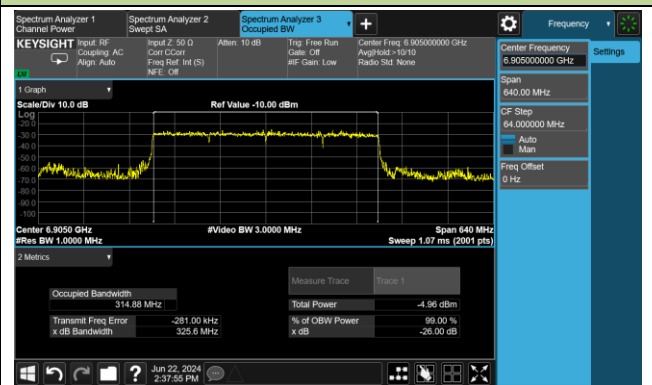 Spectrum Analyzer 1
Channel Power
Spectrum Analyzer 2
Swept SA
Spectrum Analyzer 3
Occupied BW
Frequency
KEYSIGHT
Input: RF
Coupling: AC
Align: Auto
Input Z: 50 Ω
Corr CCorr
Freq Ref: Int (S)
NFE: Off
Atten: 10 dB
Trig: Free Run
Gate: Off
#IF Gain: Low
Center Freq: 6.905000000 GHz
Avg|Hold:>10/10
Radio Std: None
Center Frequency
6.905000000 GHz
Settings
Span
640.00 MHz
CF Step
64.000000 MHz
Auto
Man
Freq Offset
0 Hz
1 Graph
Scale/Div 10.0 dB
Ref Value -10.00 dBm
Log
-20.0
-30.0
-40.0
-50.0
-60.0
-70.0
-80.0
-90.0
-100
Center 6.9050 GHz
#Video BW 3.0000 MHz
Span 640 MHz
#Res BW 1.0000 MHz
Sweep 1.07 ms (2001 pts)
2 Metrics
Measure Trace
Trace 1
Occupied Bandwidth
314.88 MHz
Total Power
-4.96 dBm
Transmit Freq Error
-281.00 kHz
% of OBW Power
99.00 %
x dB Bandwidth
325.6 MHz
x dB
-26.00 dB
Jun 22, 2024
2:37:55 PM